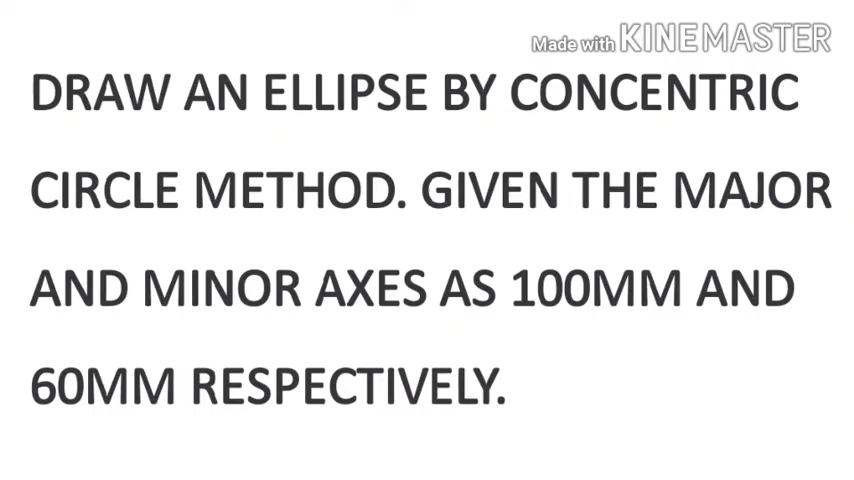 Made with KINEMASTER
DRAW AN ELLIPSE BY CONCENTRIC
CIRCLE METHOD. GIVEN THE MAJOR
AND MINOR AXES AS 100MM AND
60MM RESPECTIVELY.